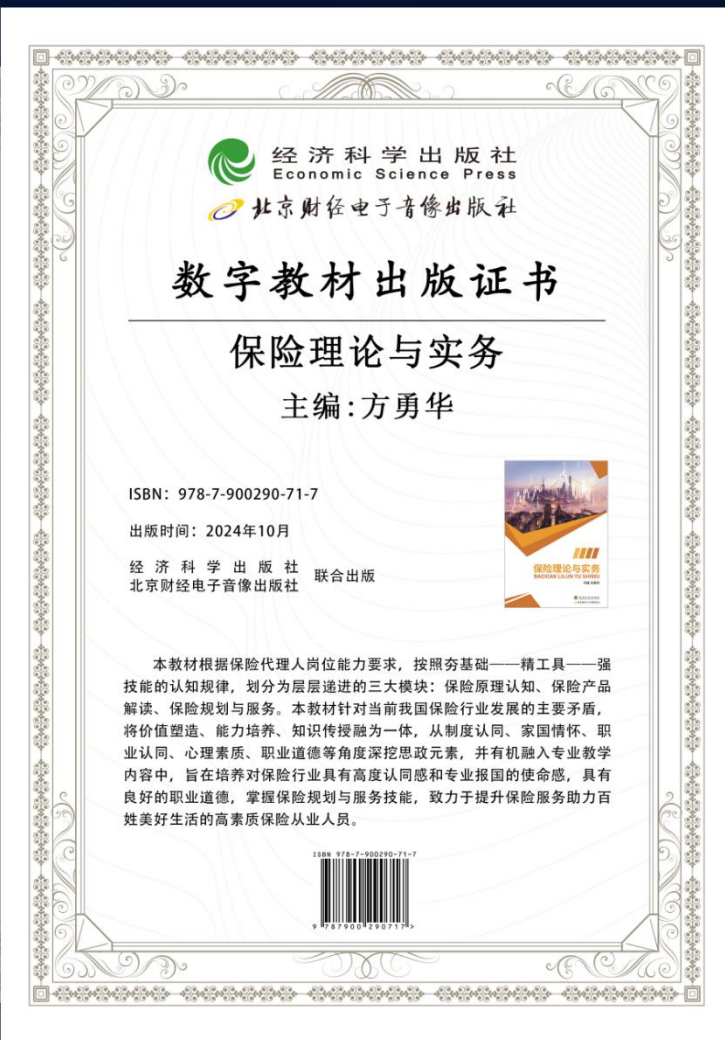 经济科学出版社
Economic Science Press
北京财经电子音像出版社
数字教材出版证书
保险理论与实务
主编:方勇华
ISBN：978-7-900290-71-7
出版时间：2024年10月
经济科学出版社
北京财经电子音像出版社
联合出版
保险理论与实务
BAOXIAN LILUN YU SHIWU
本教材根据保险代理人岗位能力要求，按照夯基础——精工具——强
技能的认知规律，划分为层层递进的三大模块：保险原理认知、保险产品
解读、保险规划与服务。本教材针对当前我国保险行业发展的主要矛盾，
将价值塑造、能力培养、知识传授融为一体，从制度认同、家国情怀、职
业认同、心理素质、职业道德等角度深挖思政元素，并有机融入专业教学
内容中，旨在培养对保险行业具有高度认同感和专业报国的使命感，具有
良好的职业道德，掌握保险规划与服务技能，致力于提升保险服务助力百
姓美好生活的高素质保险从业人员。
ISBN 978-7-900290-71-7
9 787900 290717>